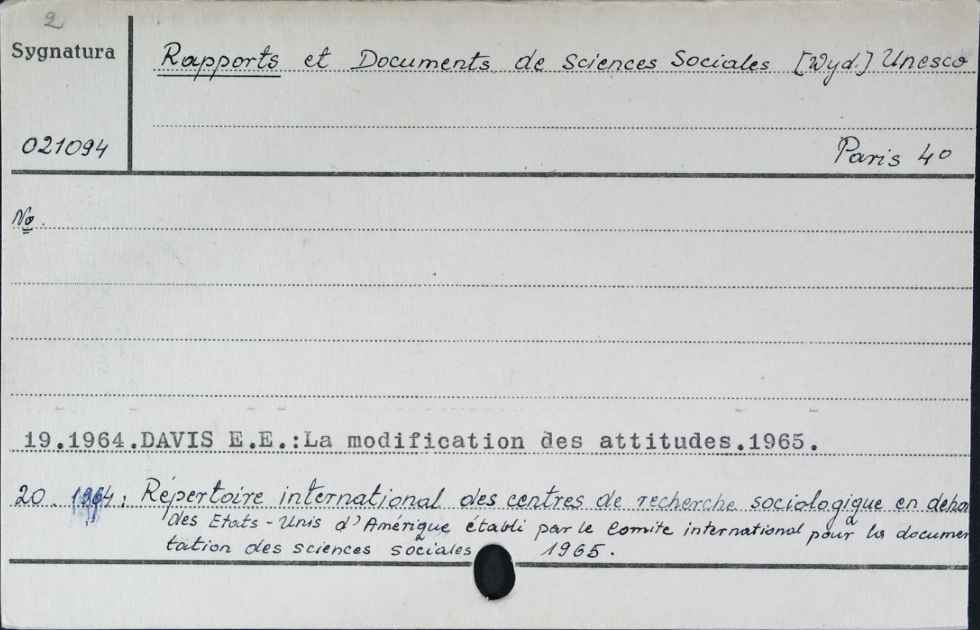 2
Sygnatura
Rapports et Documents de Sciences Sociales [Wyd.] Unesco
021094
Paris 4°
No.
19.1964.DAVIS E.E.:La modification des attitudes.1965.
20. 1964: Répertoire international des centres de recherche sociologique en deho
des Etats-Unis d'Amérique établi par le Comite international pour la documen
tation des sciences sociales 1965.